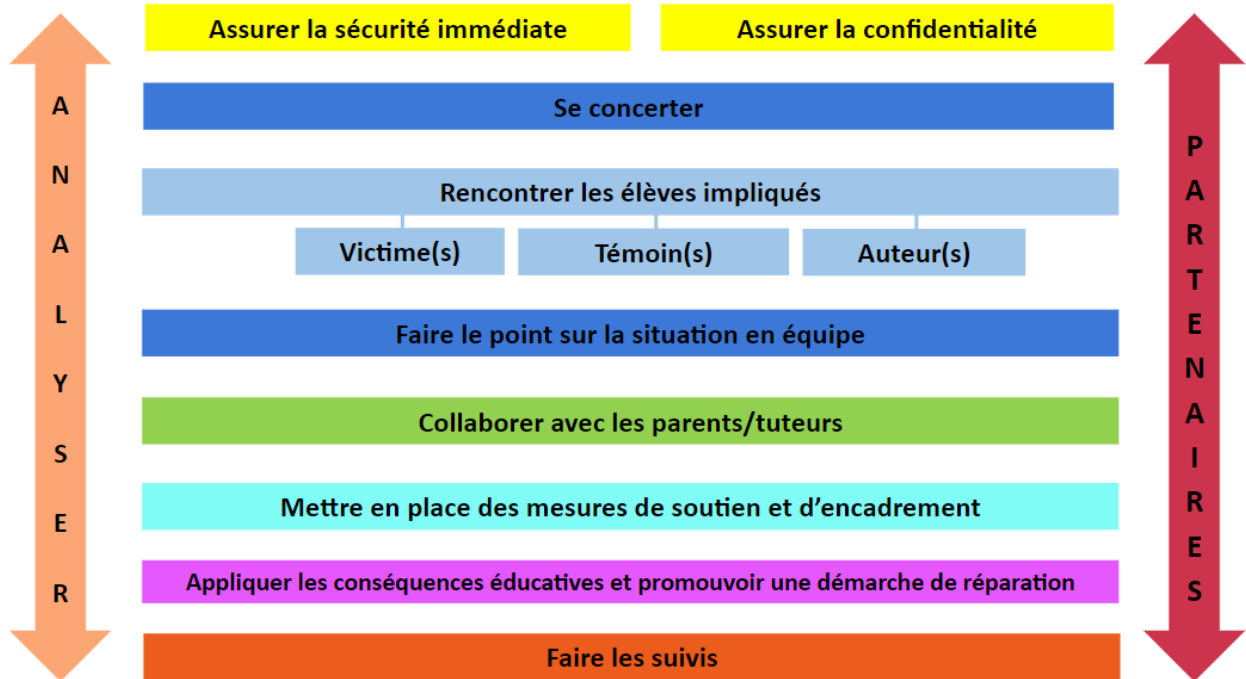 Assurer la sécurité immédiate
Assurer la confidentialité
Se concerter
Rencontrer les élèves impliqués
Victime(s)
Témoin(s)
Auteur(s)
Faire le point sur la situation en équipe
Collaborer avec les parents/tuteurs
Mettre en place des mesures de soutien et d'encadrement
Appliquer les conséquences éducatives et promouvoir une démarche de réparation
Faire les suivis
ANALYSER
PARTENAIRES